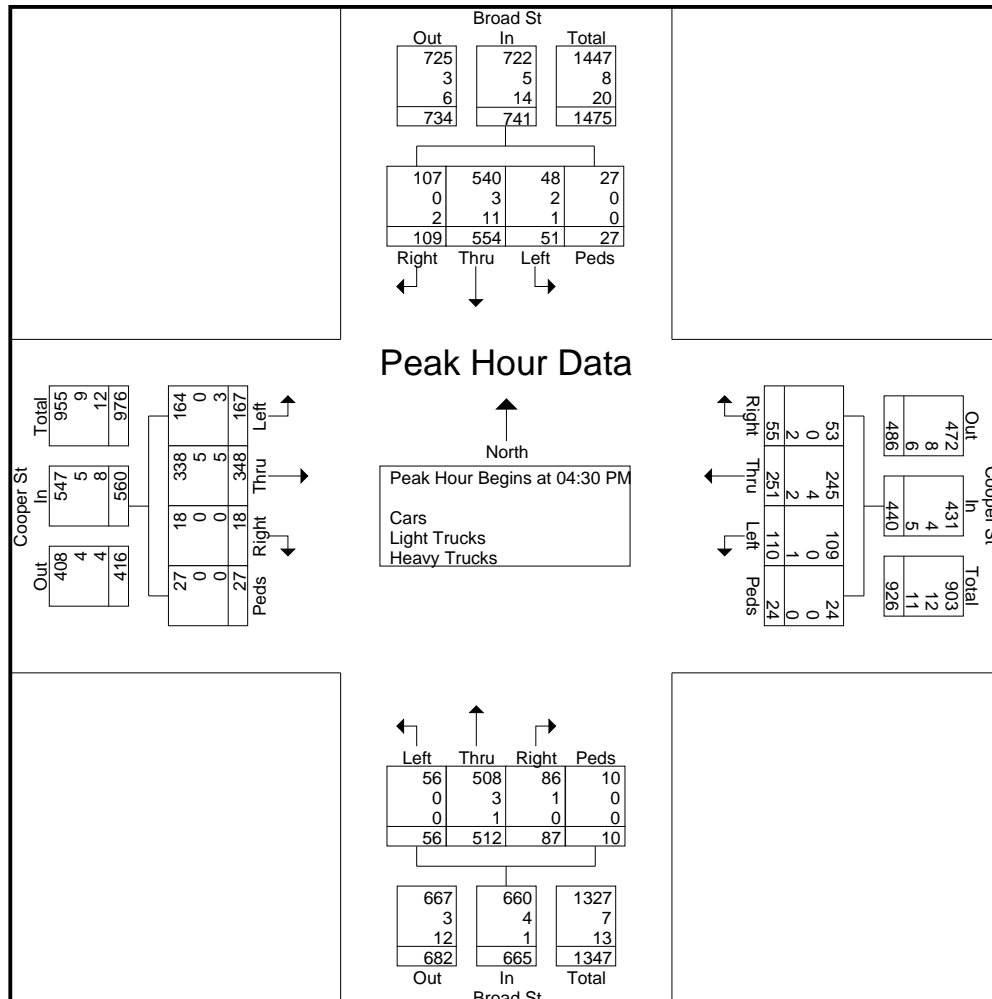 Broad St
Out In Total
725 722 1447
3 5 8
6 14 20
734 741 1475
107 540 48 27
0 3 2 0
2 11 1 0
109 554 51 27
Right Thru Left Peds
Peak Hour Data
North
Peak Hour Begins at 04:30 PM
Cars
Light Trucks
Heavy Trucks
Cooper St
Total In Out
955 547 408
9 5 4
12 8 4
976 560 416
164 338 18 27
0 5 0 0
3 5 0 0
167 348 18 27
Left Thru Right Peds
Right Thru Left Peds
53 245 109 24
0 4 0 0
2 2 1 0
55 251 110 24
Out In Total
472 431 903
8 4 12
6 5 11
486 440 926
Cooper St
Left Thru Right Peds
56 508 86 10
0 3 1 0
0 1 0 0
56 512 87 10
667 660 1327
3 4 7
12 1 13
682 665 1347
Out In Total
Broad St